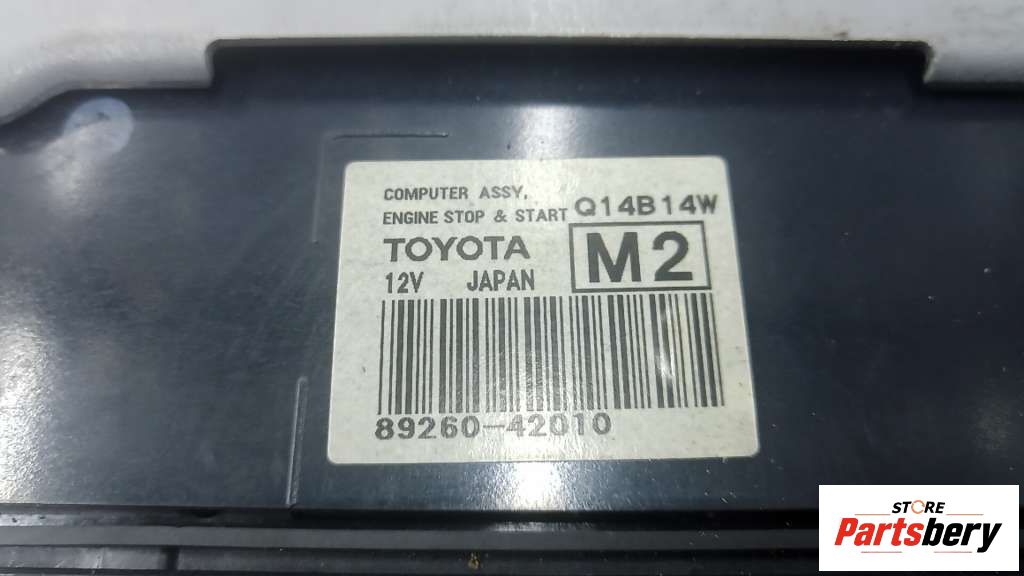 COMPUTER ASSY,
ENGINE STOP & START Q14B14W
TOYOTA M2
12V JAPAN
89260-42010
STORE
Partsbery